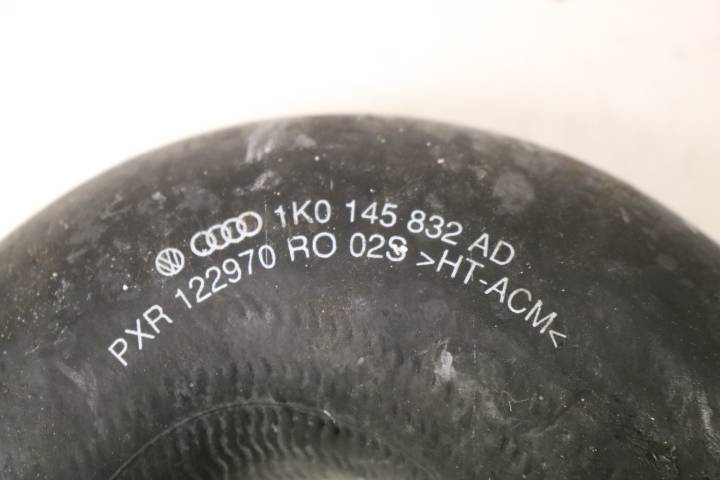 1K0 145 832 AD
PXR 122970 RO 02S >HT-ACM<